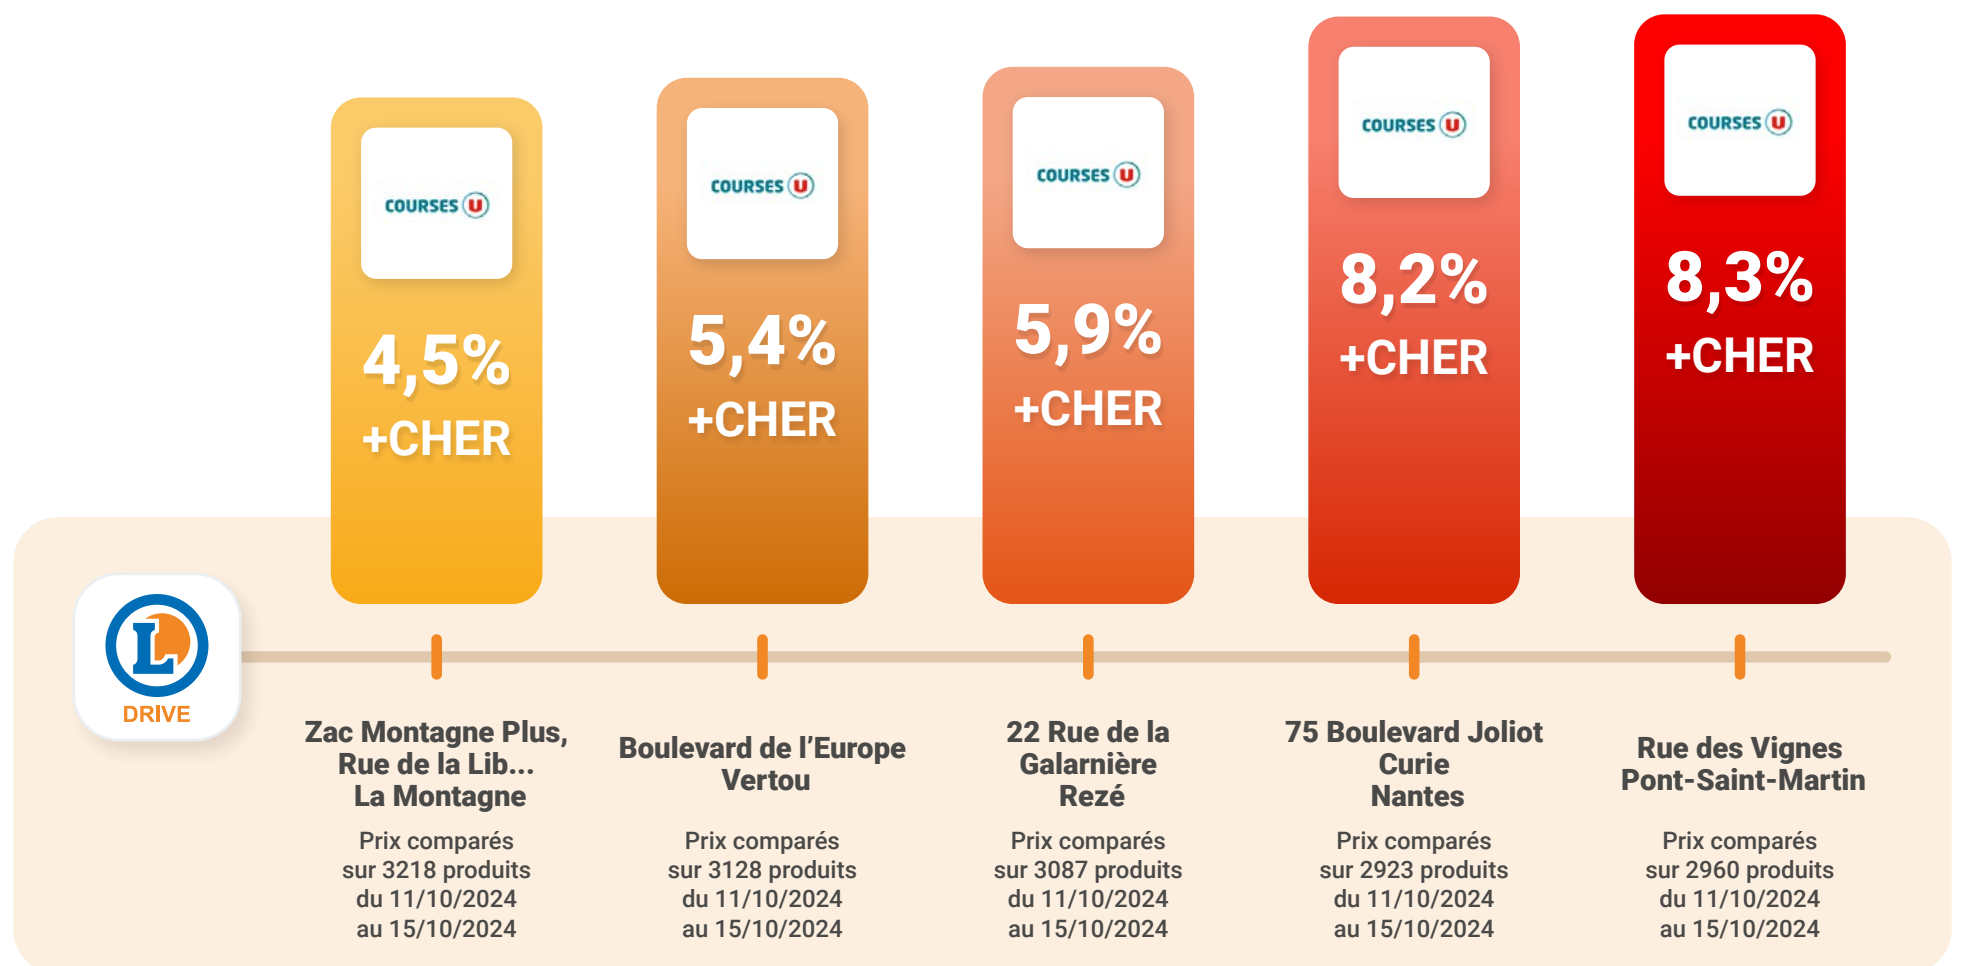 COURSES U
4,5%
+CHER
COURSES U
5,4%
+CHER
COURSES U
5,9%
+CHER
COURSES U
8,2%
+CHER
COURSES U
8,3%
+CHER
L
DRIVE
Zac Montagne Plus,
Rue de la Lib...
La Montagne
Prix comparés
sur 3218 produits
du 11/10/2024
au 15/10/2024
Boulevard de l’Europe
Vertou
Prix comparés
sur 3128 produits
du 11/10/2024
au 15/10/2024
22 Rue de la
Galarnière
Rezé
Prix comparés
sur 3087 produits
du 11/10/2024
au 15/10/2024
75 Boulevard Joliot
Curie
Nantes
Prix comparés
sur 2923 produits
du 11/10/2024
au 15/10/2024
Rue des Vignes
Pont-Saint-Martin
Prix comparés
sur 2960 produits
du 11/10/2024
au 15/10/2024